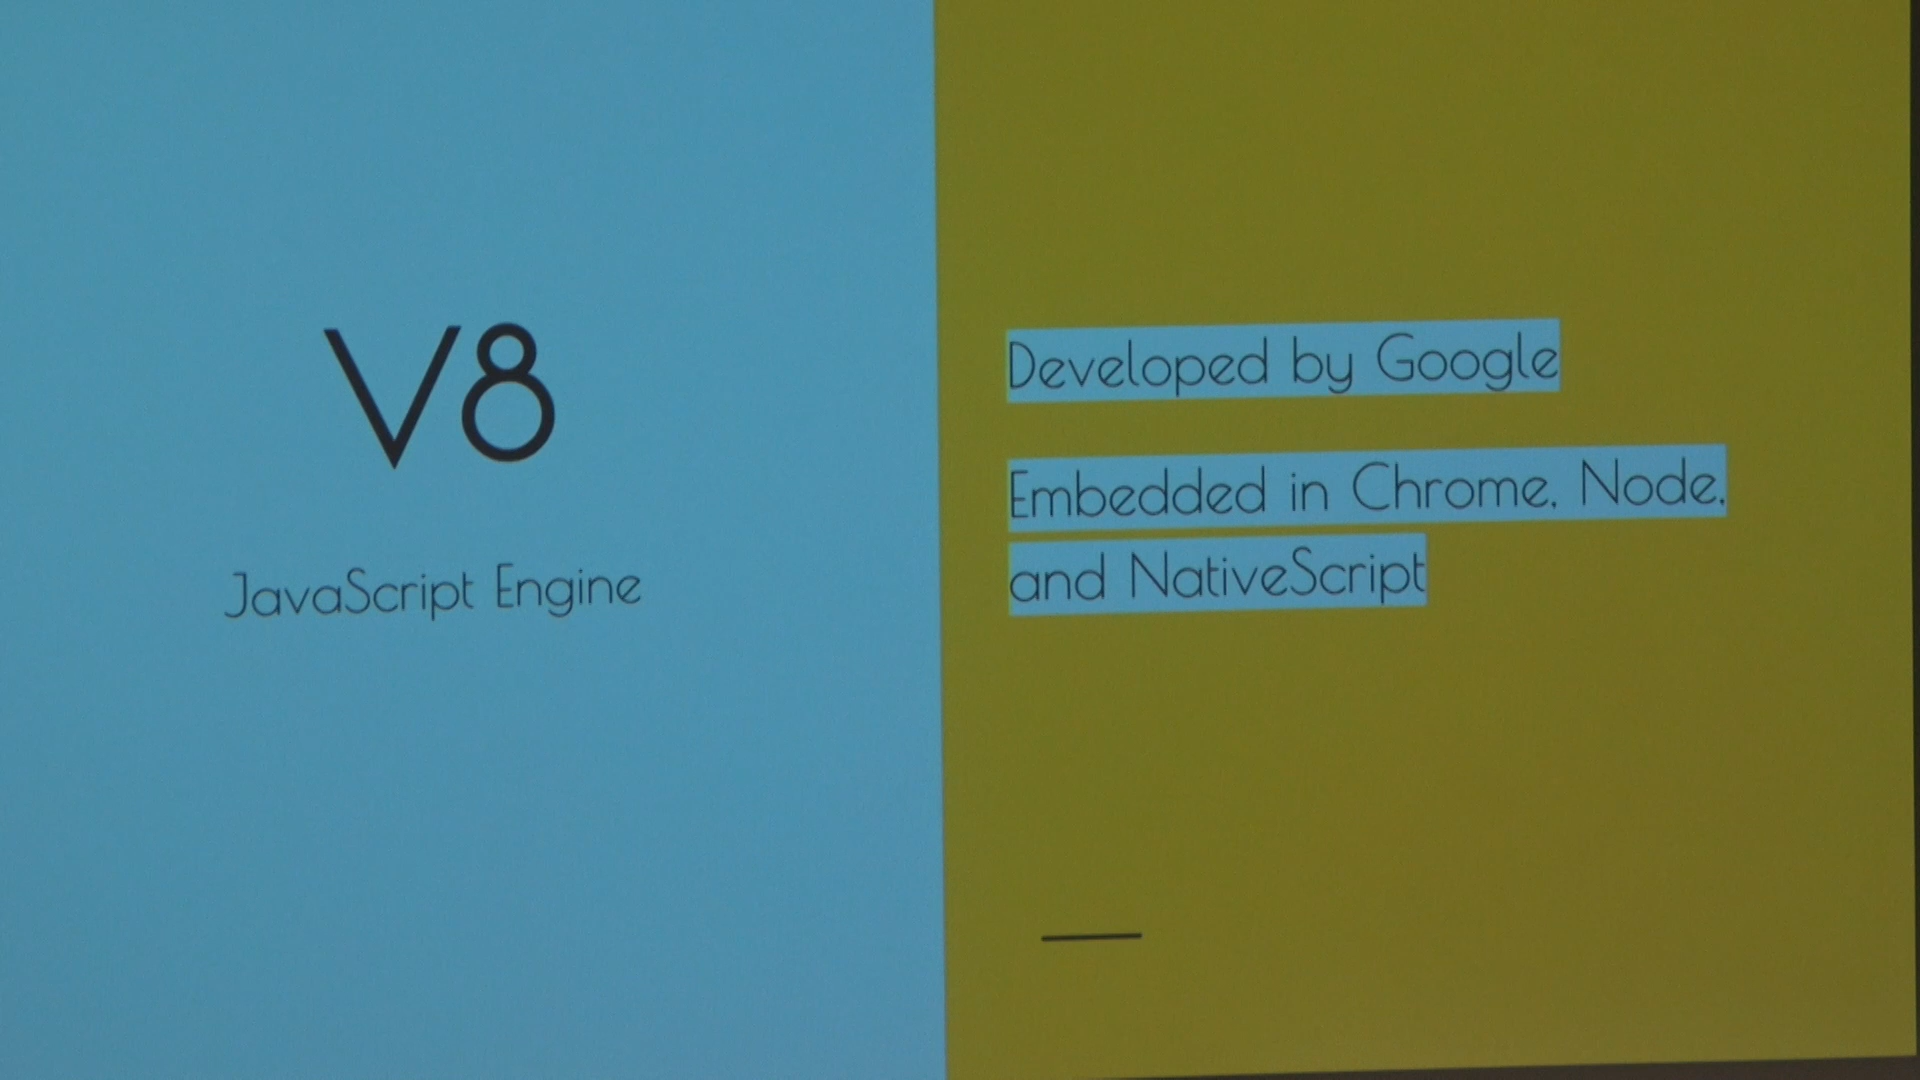 V8
JavaScript Engine
Developed by Google
Embedded in Chrome, Node,
and NativeScript